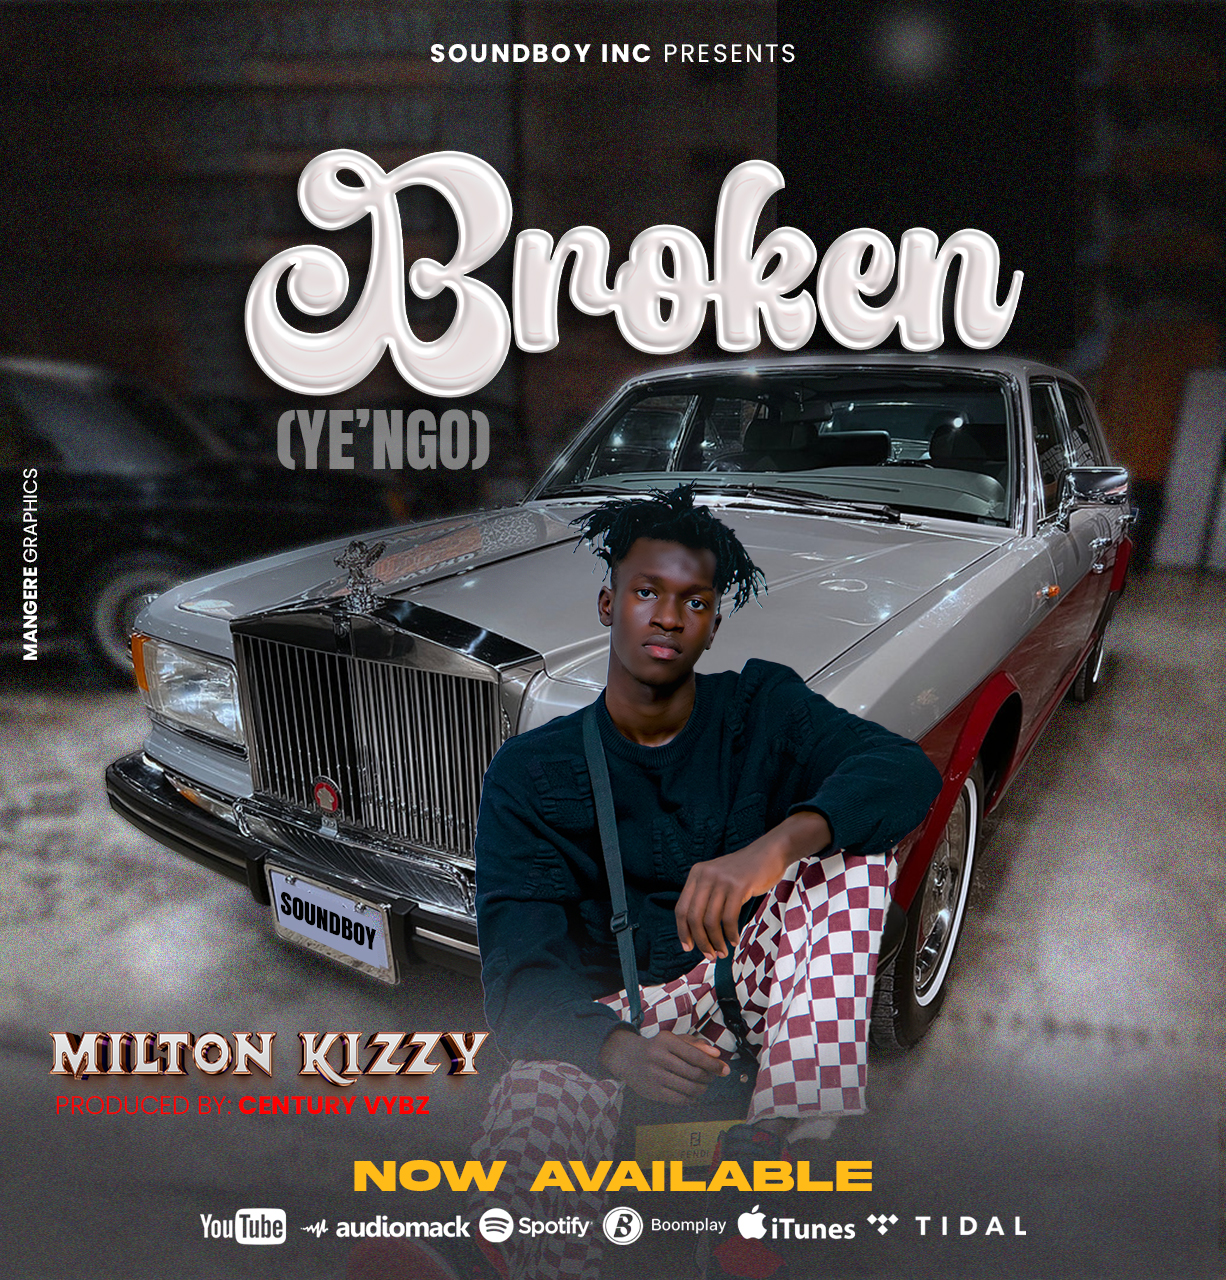 SOUNDBOY INC PRESENTS
Broken
(YE'NGO)
MANGERE GRAPHICS
SOUNDBOY
MILTON KIZZY
PRODUCED BY: CENTURY VYBZ
FENDI
NOW AVAILABLE
YouTube audiomack Spotify Boomplay iTunes TIDAL